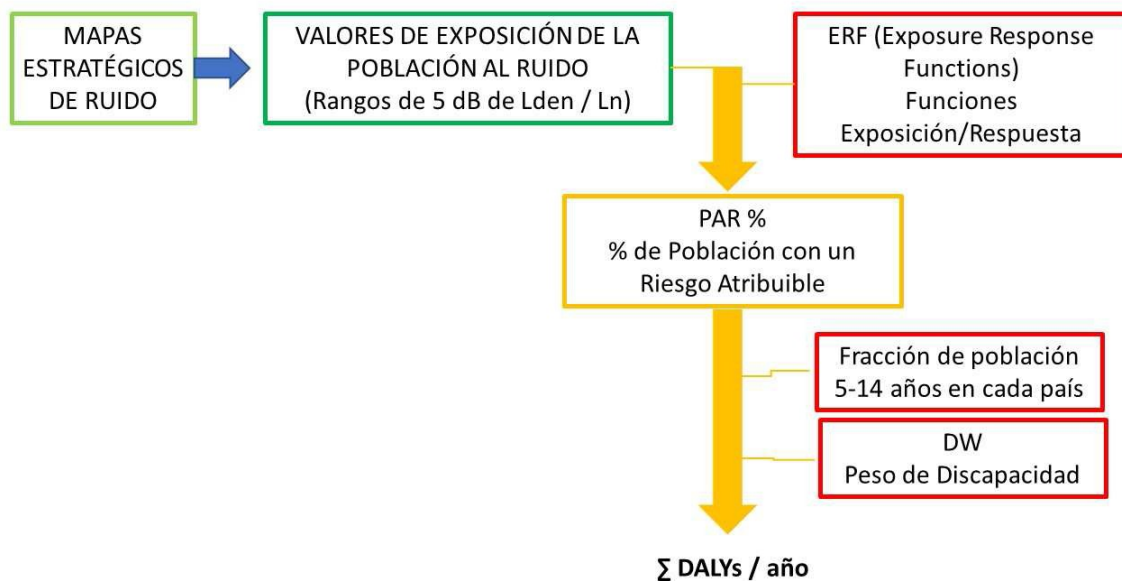 MAPAS
ESTRATÉGICOS
DE RUIDO
VALORES DE EXPOSICIÓN DE LA
POBLACIÓN AL RUIDO
(Rangos de 5 dB de Lden / Ln)
ERF (Exposure Response
Functions)
Funciones
Exposición/Respuesta
PAR %
% de Población con un
Riesgo Atribuible
Fracción de población
5-14 años en cada país
DW
Peso de Discapacidad
∑ DALYs / año